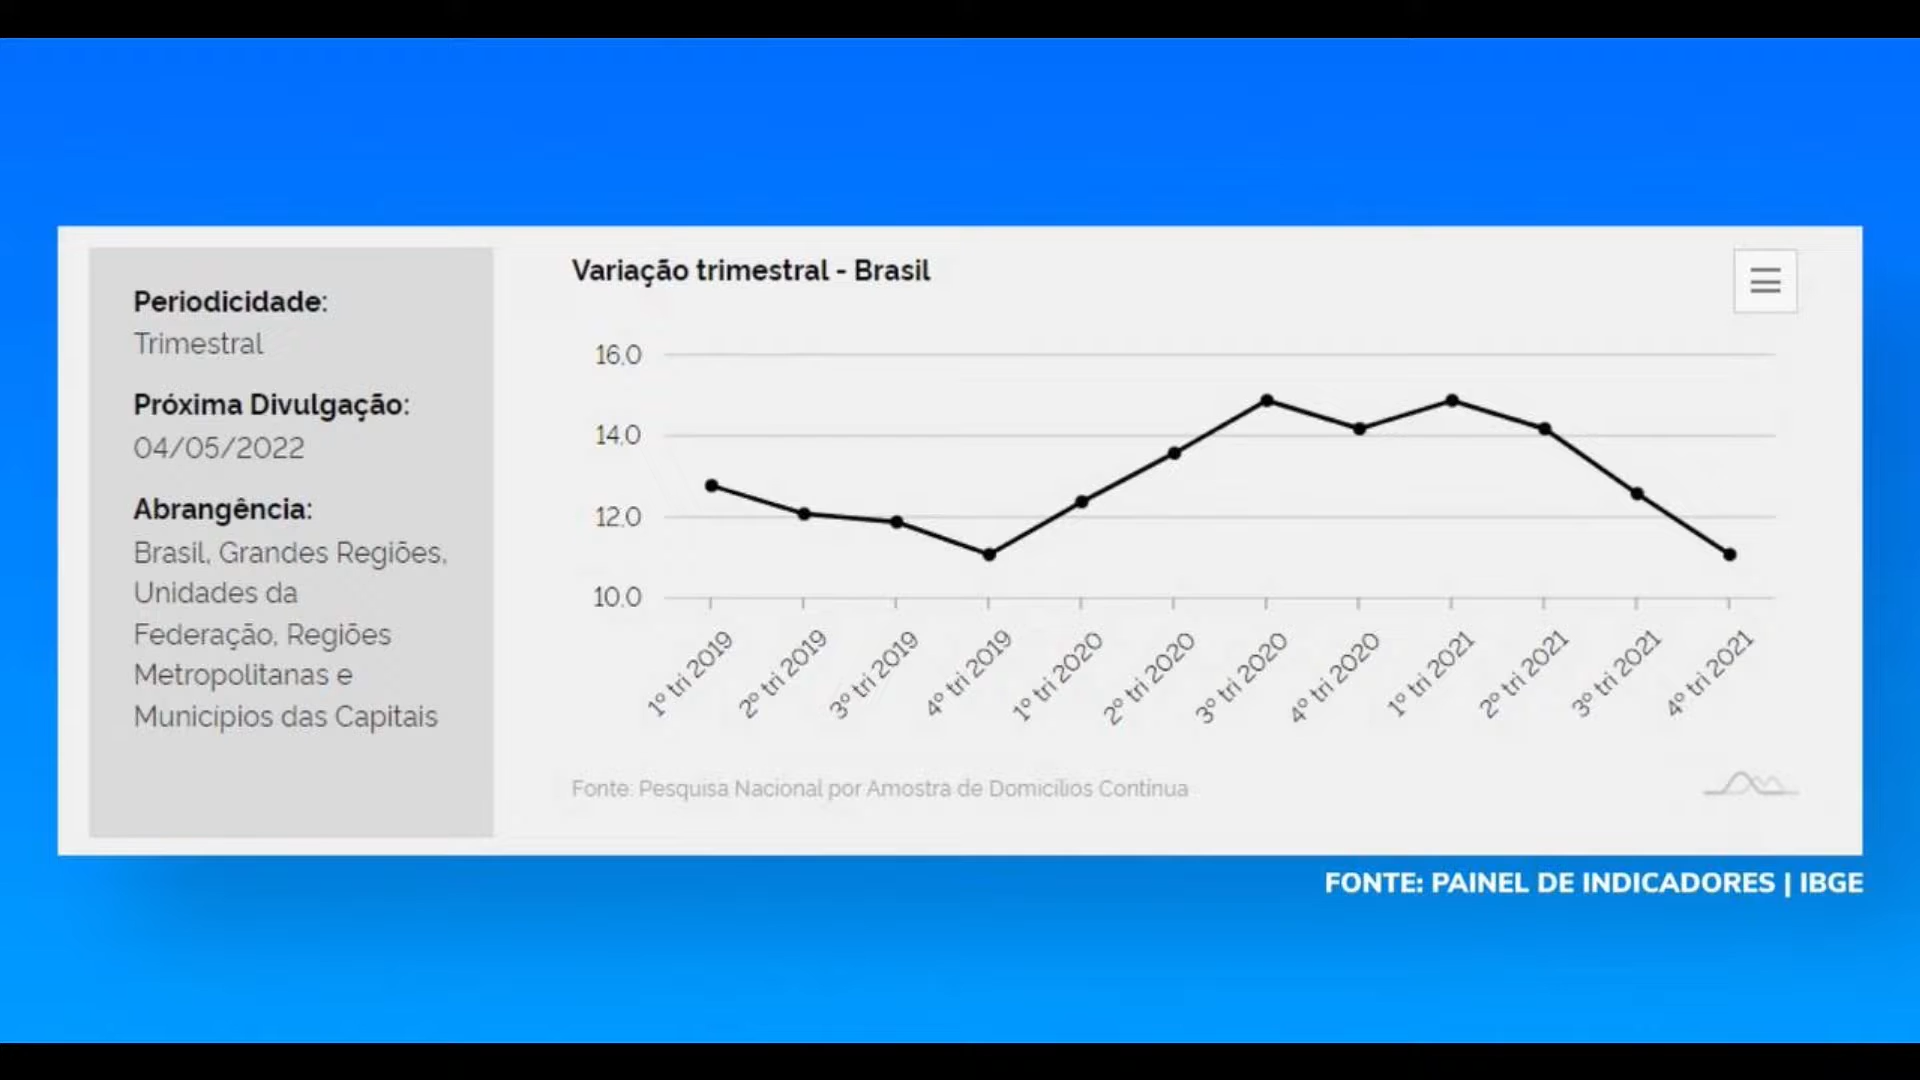 Periodicidade:
Trimestral
Próxima Divulgação:
04/05/2022
Abrangência:
Brasil, Grandes Regiões,
Unidades da
Federação, Regiões
Metropolitanas e
Municípios das Capitais
Variação trimestral - Brasil
16,0
14,0
12,0
10,0
1º tri 2019
2º tri 2019
3º tri 2019
4º tri 2019
1º tri 2020
2º tri 2020
3º tri 2020
4º tri 2020
1º tri 2021
2º tri 2021
3º tri 2021
4º tri 2021
Fonte: Pesquisa Nacional por Amostra de Domicílios Contínua
FONTE: PAINEL DE INDICADORES | IBGE